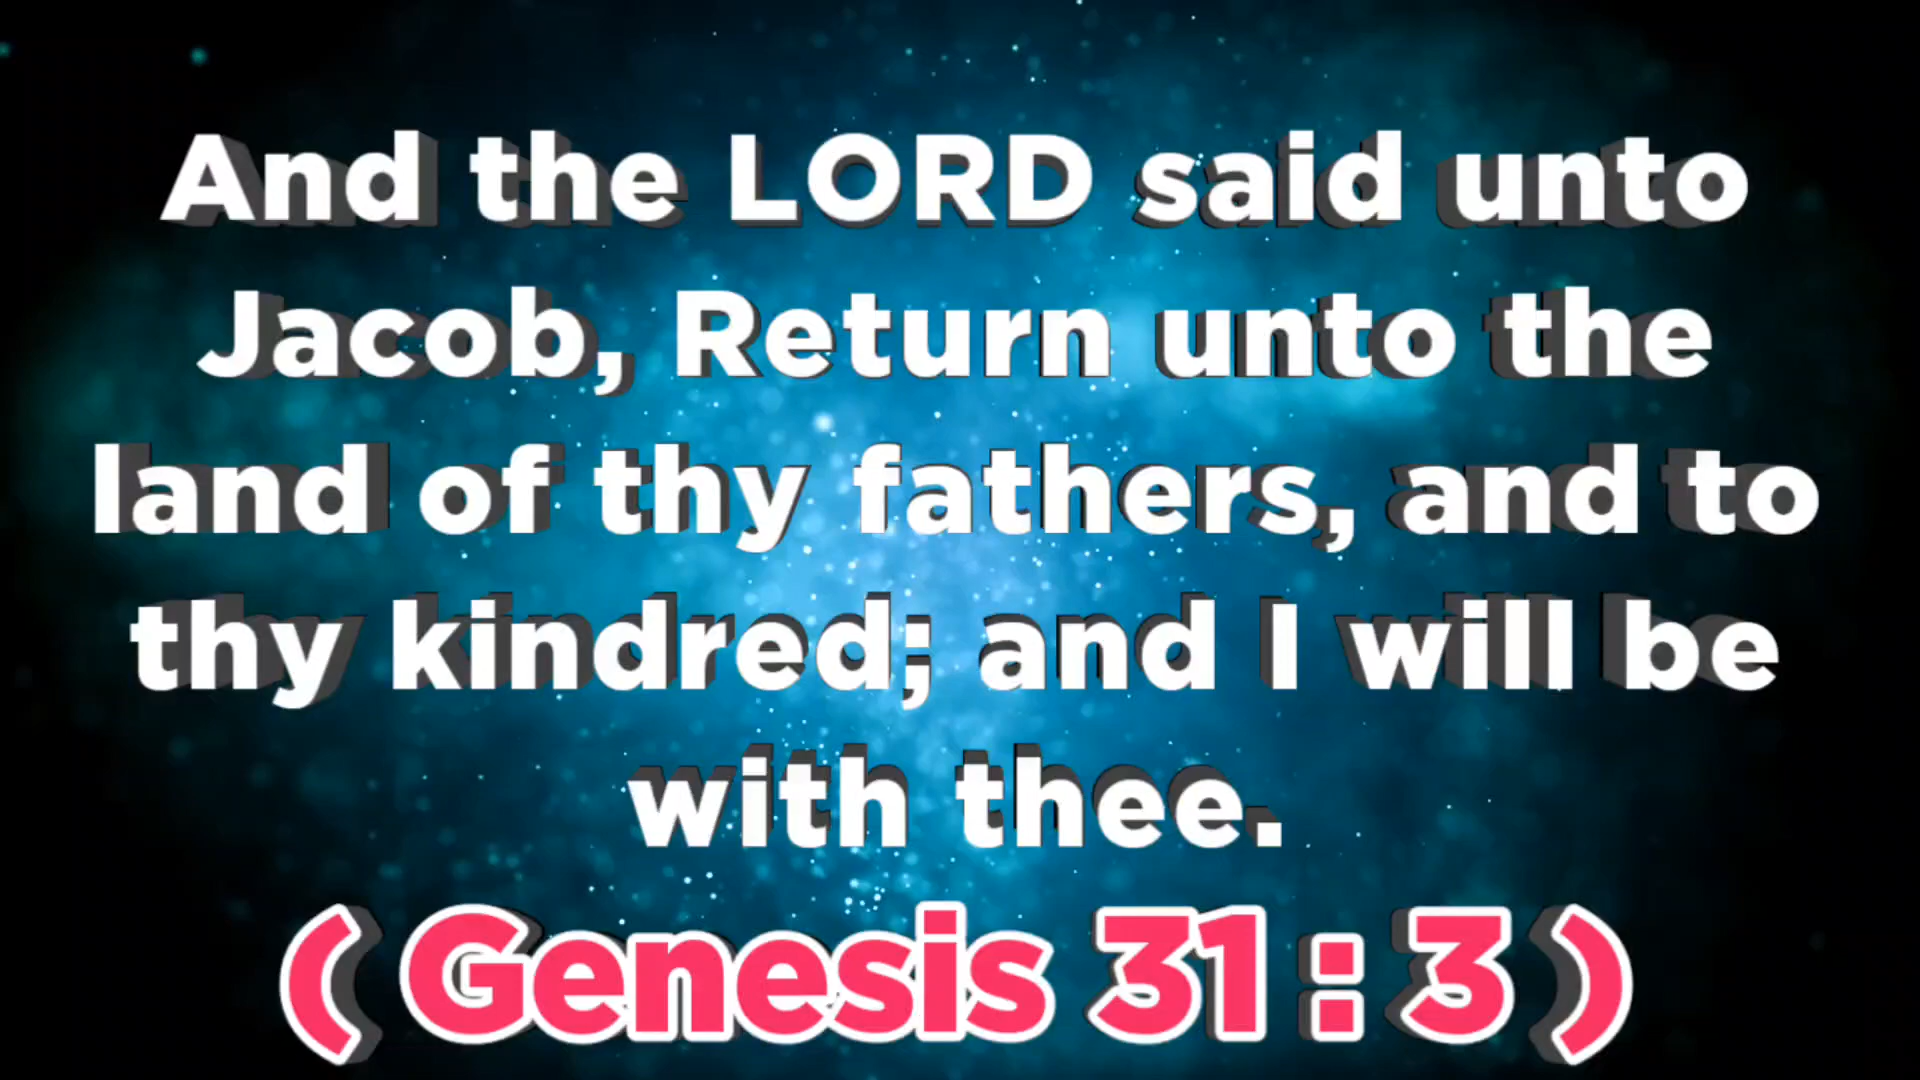 And the LORD said unto
Jacob, Return unto the
land of thy fathers, and to
thy kindred; and I will be
with thee.
( Genesis 31 : 3 )